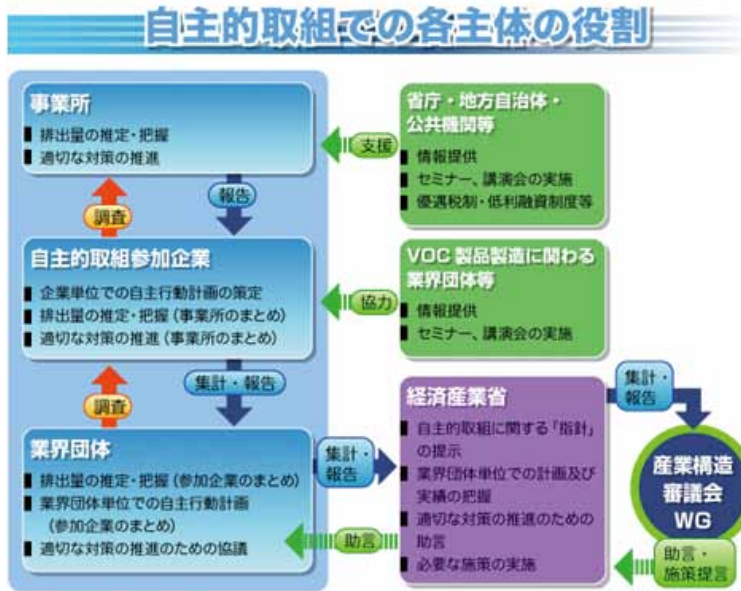 自主的取組での各主体の役割
事業所
■ 排出量の推定・把握
■ 適切な対策の推進
調査
報告
自主的取組参加企業
■ 企業単位での自主行動計画の策定
■ 排出量の推定・把握（事業所のまとめ）
■ 適切な対策の推進（事業所のまとめ）
調査
集計・報告
業界団体
■ 排出量の推定・把握（参加企業のまとめ）
■ 業界団体単位での自主行動計画
（参加企業のまとめ）
■ 適切な対策の推進のための協議
支援
省庁・地方自治体・
公共機関等
■ 情報提供
■ セミナー、講演会の実施
■ 優遇税制・低利融資制度等
協力
VOC 製品製造に関わる
業界団体等
■ 情報提供
■ セミナー、講演会の実施
集計・
報告
助言
経済産業省
■ 自主的取組に関する「指針」
の提示
■ 業界団体単位での計画及び
実績の把握
■ 適切な対策の推進のための
助言
■ 必要な施策の実施
集計・
報告
産業構造
審議会
WG
助言・
施策提言